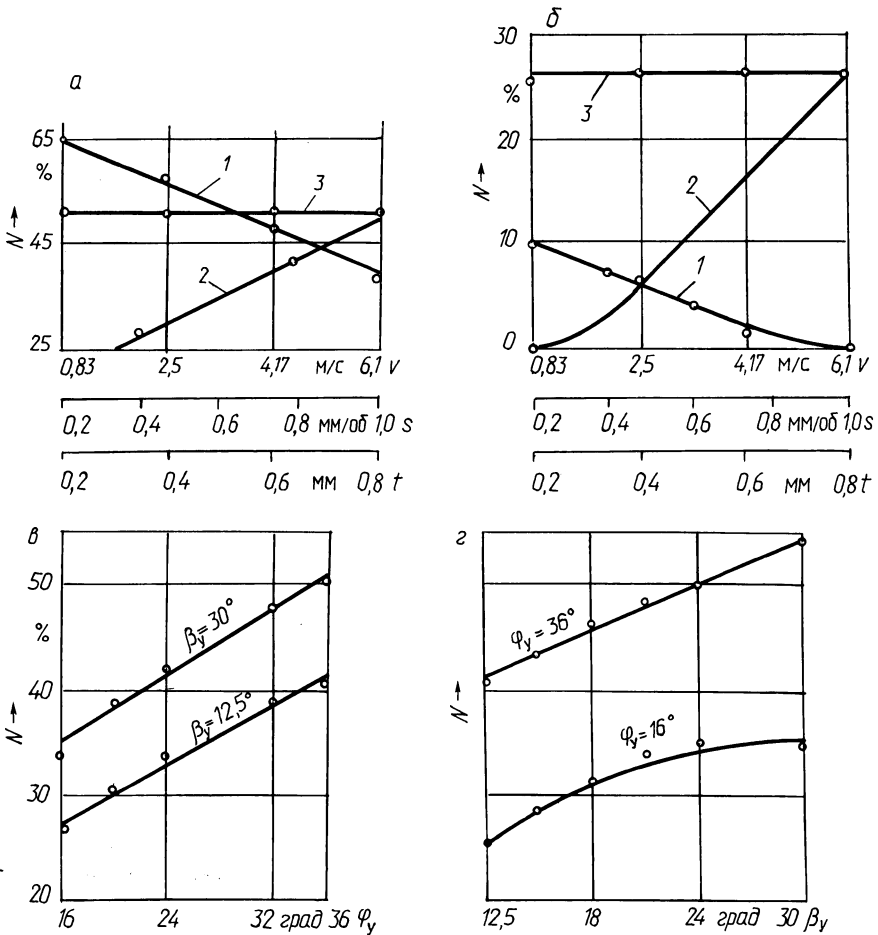 а
65
%
N
45
25
1
3
2
0,83 2,5 4,17 м/с 6,1 v
0,2 0,4 0,6 0,8 мм/об 1,0 s
0,2 0,4 0,6 мм 0,8 t
б
30
%
20
N
10
0
3
2
1
0,83 2,5 4,17 м/с 6,1 v
0,2 0,4 0,6 0,8 мм/об 1,0 s
0,2 0,4 0,6 мм 0,8 t
в
50
%
40
N
30
20
βу=30°
βу=12,5°
16 24 32 град 36 φу
г
N
φу=36°
φу=16°
12,5 18 24 град 30 βу